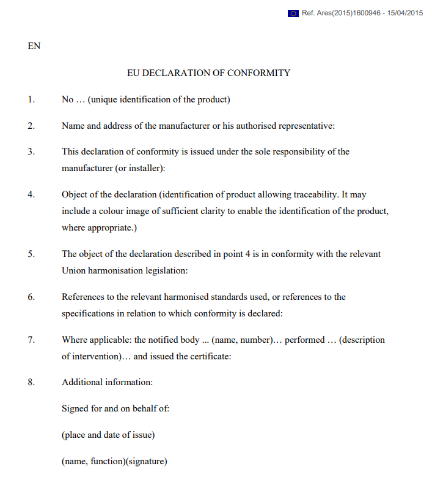 Ref. Ares(2015)1600946 - 15/04/2015
EN
EU DECLARATION OF CONFORMITY
1. No … (unique identification of the product)
2. Name and address of the manufacturer or his authorised representative:
3. This declaration of conformity is issued under the sole responsibility of the
manufacturer (or installer):
4. Object of the declaration (identification of product allowing traceability. It may
include a colour image of sufficient clarity to enable the identification of the product,
where appropriate.)
5. The object of the declaration described in point 4 is in conformity with the relevant
Union harmonisation legislation:
6. References to the relevant harmonised standards used, or references to the
specifications in relation to which conformity is declared:
7. Where applicable: the notified body ... (name, number)… performed … (description
of intervention)… and issued the certificate:
8. Additional information:
Signed for and on behalf of:
(place and date of issue)
(name, function)(signature)